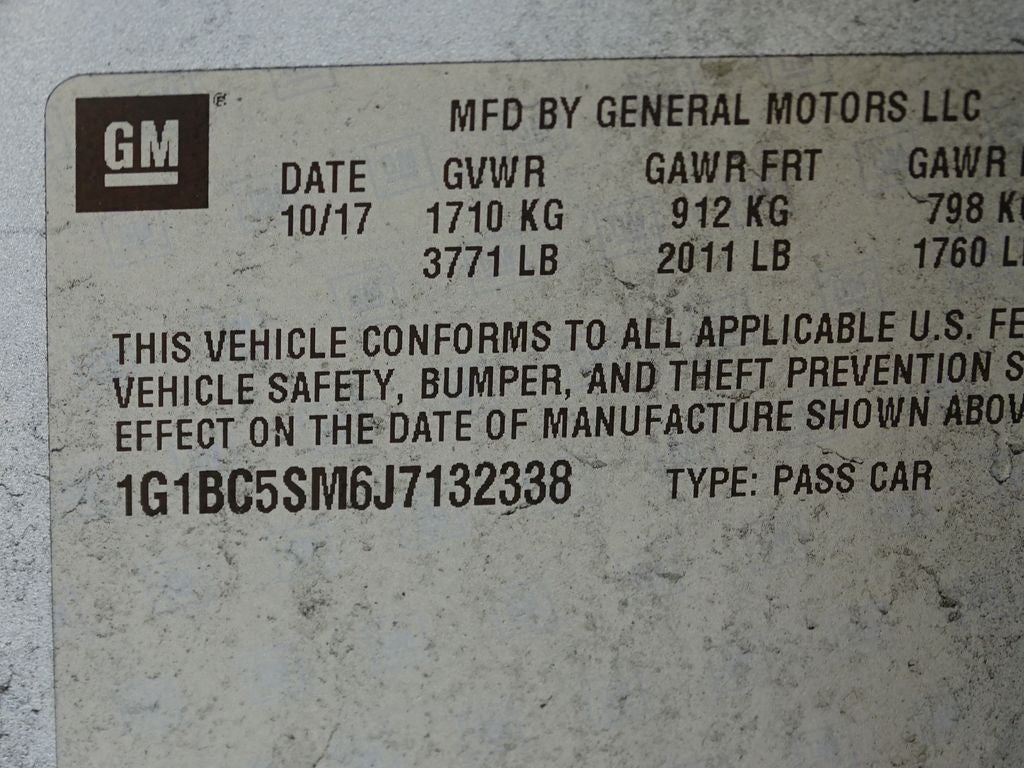 GM®
MFD BY GENERAL MOTORS LLC
DATE GVWR GAWR FRT GAWR
10/17 1710 KG 912 KG 798 K
3771 LB 2011 LB 1760 L
THIS VEHICLE CONFORMS TO ALL APPLICABLE U.S. FE
VEHICLE SAFETY, BUMPER, AND THEFT PREVENTION S
EFFECT ON THE DATE OF MANUFACTURE SHOWN ABOV
1G1BC5SM6J7132338 TYPE: PASS CAR